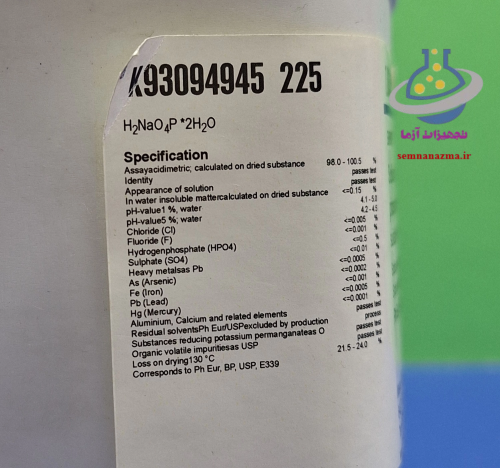 K93094945 225
H2NaO4P *2H2O
Specification
Assayacidimetric; calculated on dried substance 98.0 - 100.5 %
Identity passes test
Appearance of solution passes test
In water insoluble mattercalculated on dried substance <=0.15 %
pH-value1 %, water 4.1 - 5.0
pH-value5 %; water 4.2 - 4.5
Chloride (Cl) <=0.005 %
Fluoride (F) <=0.001 %
Hydrogenphosphate (HPO4) <=0.5 %
Sulphate (SO4) <=0.01 %
Heavy metalsas Pb <=0.0005 %
As (Arsenic) <=0.0002 %
Fe (Iron) <=0.001 %
Pb (Lead) <=0.0005 %
Hg (Mercury) <=0.0001 %
Aluminium, Calcium and related elements passes test
Residual solventsPh Eur/USPexcluded by production process
Substances reducing potassium permanganateas O passes test
Organic volatile impuritiesas USP passes test
Loss on drying130 °C 21.5 - 24.0 %
Corresponds to Ph Eur, BP, USP, E339
تجهیزات آزما
semnanazma.ir